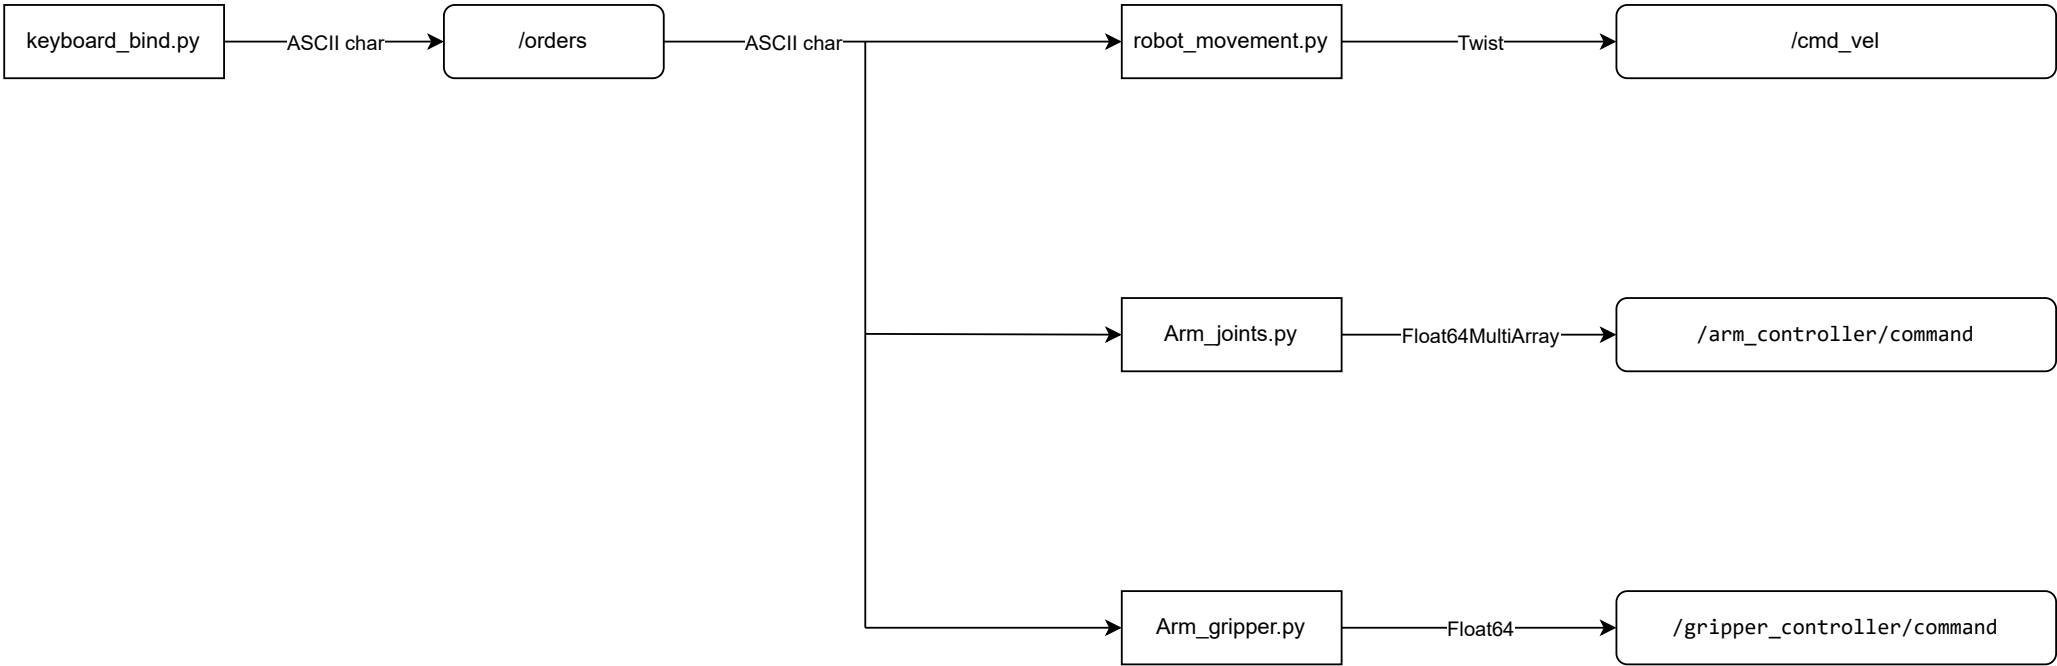 keyboard_bind.py
ASCII char
/orders
ASCII char
robot_movement.py
Twist
/cmd_vel
Arm_joints.py
Float64MultiArray
/arm_controller/command
Arm_gripper.py
Float64
/gripper_controller/command